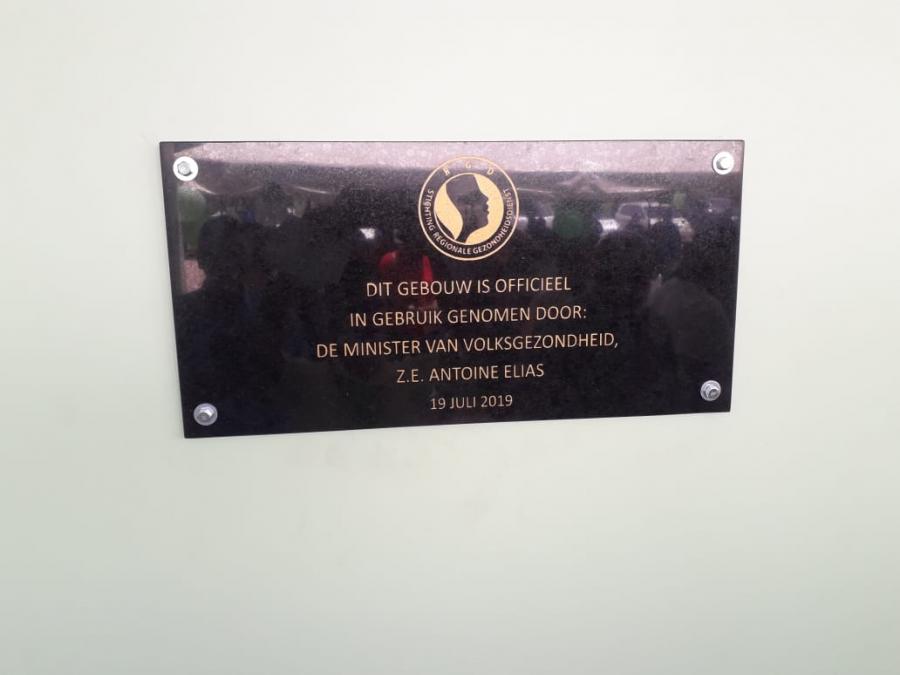 RGD
STICHTING REGIONALE GEZONDHEIDSDIENST
DIT GEBOUW IS OFFICIEEL
IN GEBRUIK GENOMEN DOOR:
DE MINISTER VAN VOLKSGEZONDHEID,
Z.E. ANTOINE ELIAS
19 JULI 2019